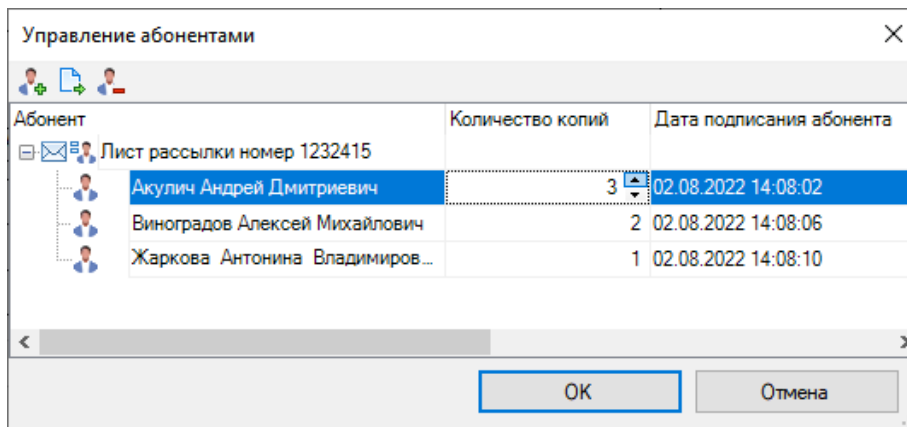 Управление абонентами
Абонент Количество копий Дата подписания абонента
Лист рассылки номер 1232415
Акулич Андрей Дмитриевич 3 02.08.2022 14:08:02
Виноградов Алексей Михайлович 2 02.08.2022 14:08:06
Жаркова Антонина Владимиров... 1 02.08.2022 14:08:10
OK Отмена